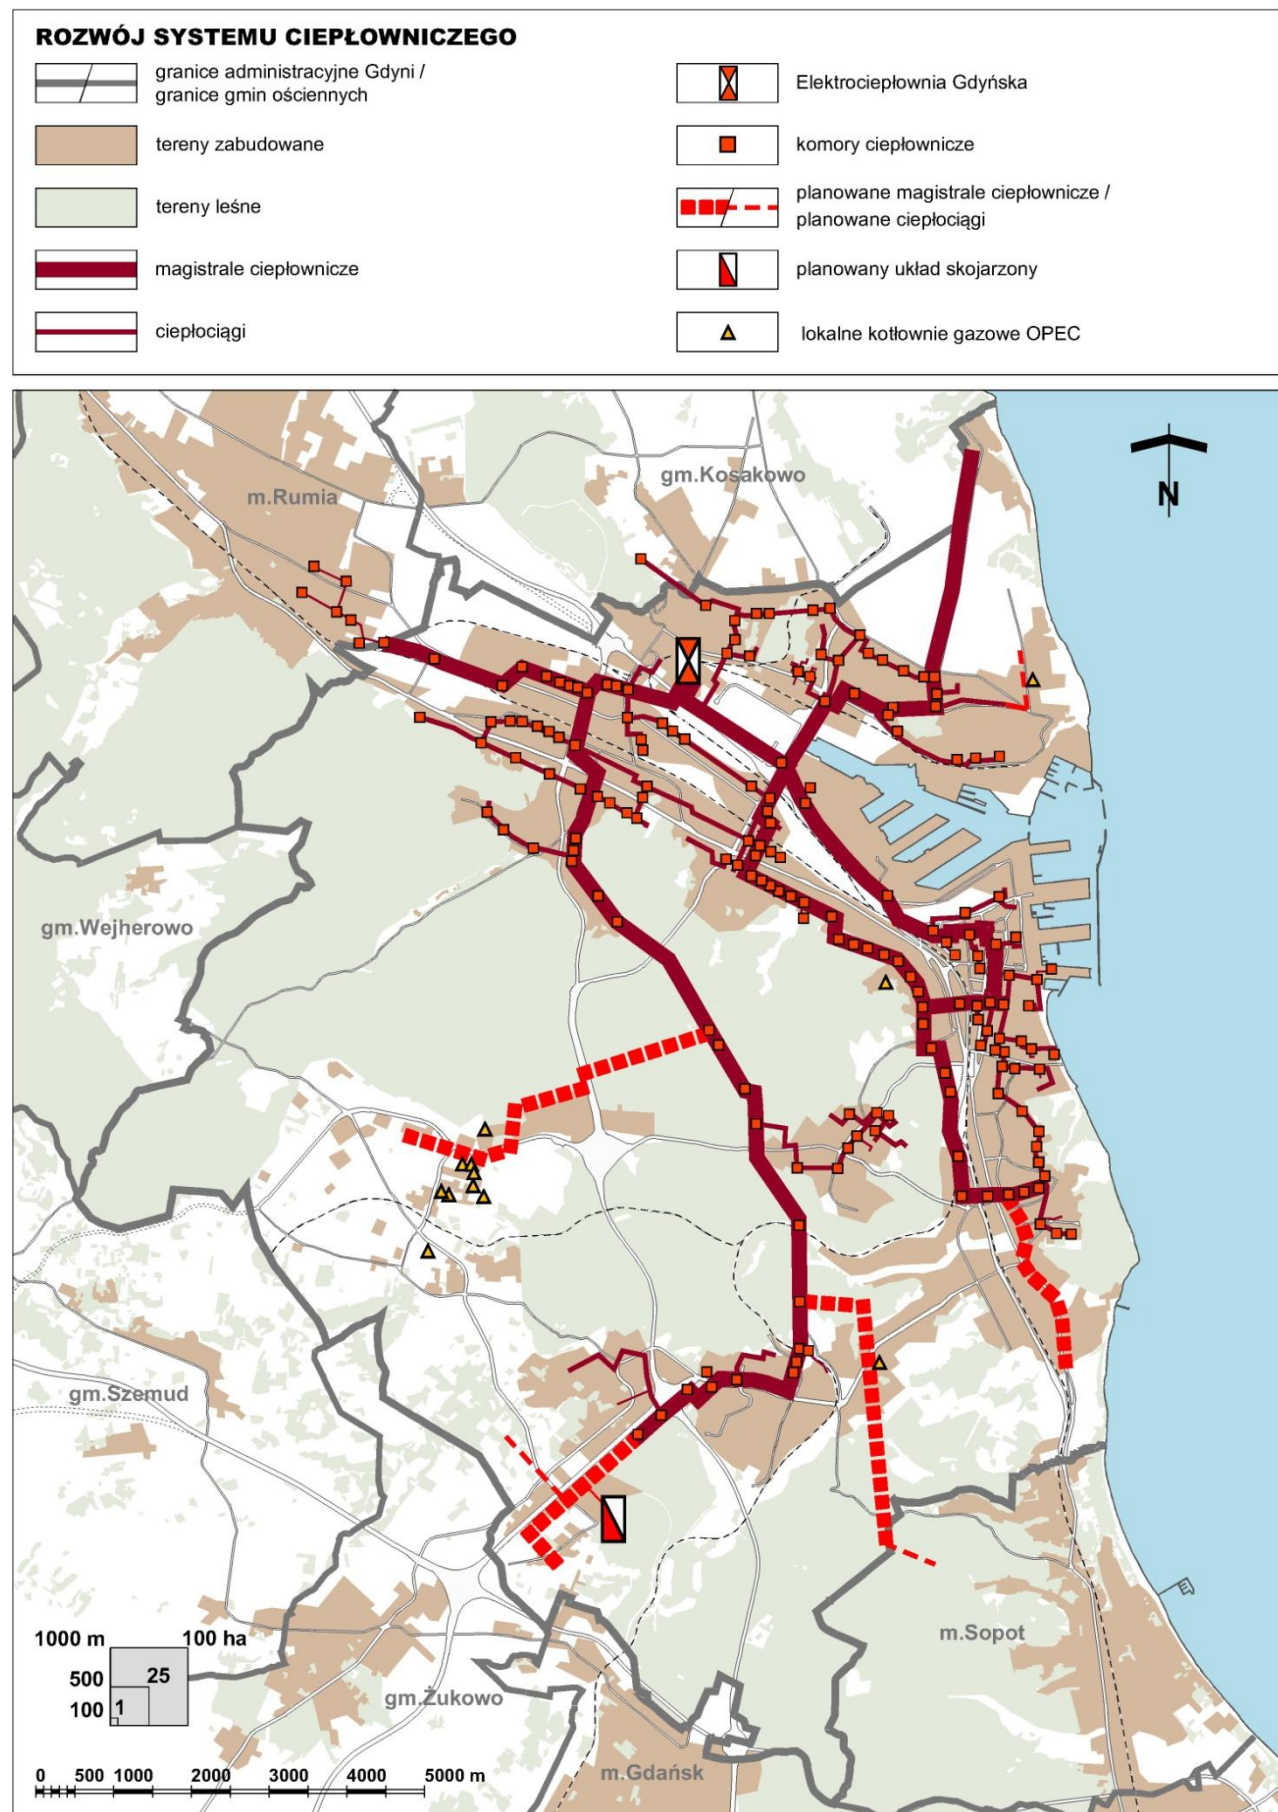 ROZWÓJ SYSTEMU CIEPŁOWNICZEGO
granice administracyjne Gdyni /
granice gmin ościennych
tereny zabudowane
tereny leśne
magistrale ciepłownicze
ciepłociągi
Elektrociepłownia Gdyńska
komory ciepłownicze
planowane magistrale ciepłownicze /
planowane ciepłociągi
planowany układ skojarzony
lokalne kotłownie gazowe OPEC
N
gm.Kosakowo
m.Rumia
gm.Wejherowo
gm.Szemud
m.Sopot
gm.Żukowo
m.Gdańsk
1000 m 100 ha
500 25
100 1
0 500 1000 2000 3000 4000 5000 m